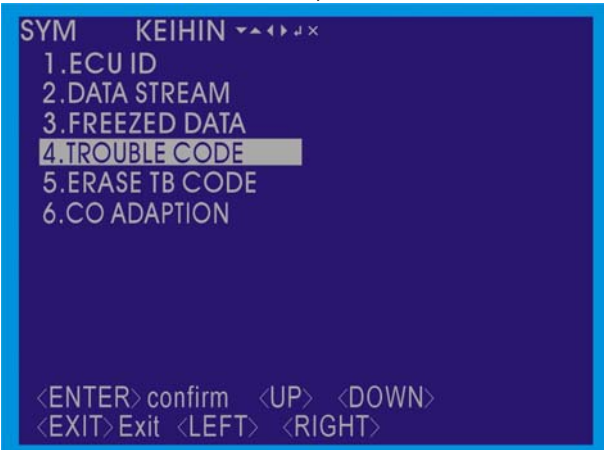 SYM KEIHIN ▾▴◂▸↲×
1.ECU ID
2.DATA STREAM
3.FREEZED DATA
4.TROUBLE CODE
5.ERASE TB CODE
6.CO ADAPTION
<ENTER> confirm <UP> <DOWN>
<EXIT> Exit <LEFT> <RIGHT>